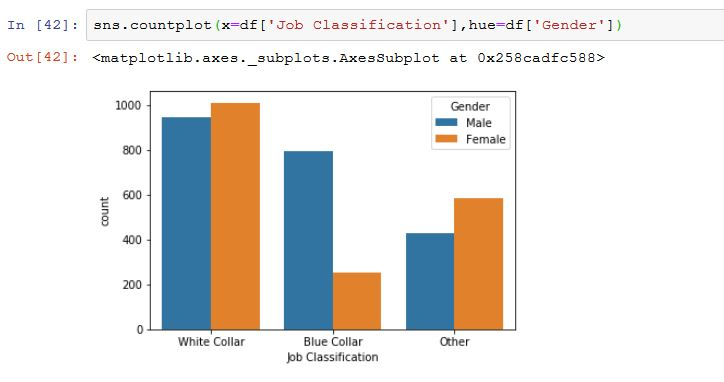 In [42]: sns.countplot(x=df['Job Classification'],hue=df['Gender'])
Out[42]: <matplotlib.axes._subplots.AxesSubplot at 0x258cadfc588>
Gender
Male
Female
1000
800
600
400
200
0
count
White Collar Blue Collar Other
Job Classification